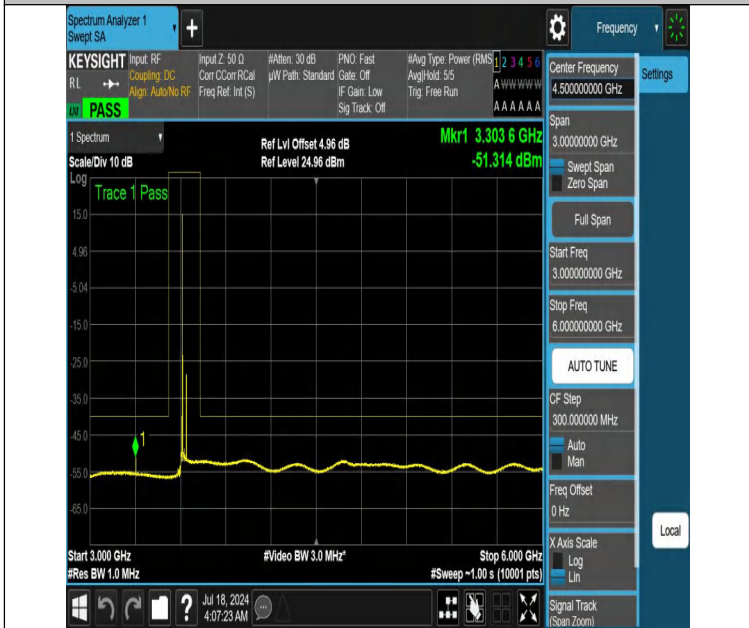 Spectrum Analyzer 1
Swept SA
Frequency
KEYSIGHT
RL
LXI
PASS
Input: RF
Coupling: DC
Align: Auto/No RF
Input Z: 50 Ω
Corr CCorr RCal
Freq Ref: Int (S)
#Atten: 30 dB
µW Path: Standard
PNO: Fast
Gate: Off
IF Gain: Low
Sig Track: Off
#Avg Type: Power (RMS
Avg|Hold: 5/5
Trig: Free Run
1 2 3 4 5 6
A W W W W W
A A A A A A
1 Spectrum
Scale/Div 10 dB
Ref Lvl Offset 4.96 dB
Ref Level 24.96 dBm
Mkr1 3.303 6 GHz
-51.314 dBm
Log
Trace 1 Pass
15.0
4.96
-5.04
-15.0
-25.0
-35.0
-45.0
-55.0
-65.0
1
Start 3.000 GHz
#Res BW 1.0 MHz
#Video BW 3.0 MHz*
Stop 6.000 GHz
#Sweep ~1.00 s (10001 pts)
Jul 18, 2024
4:07:23 AM
Center Frequency
4.500000000 GHz
Settings
Span
3.00000000 GHz
Swept Span
Zero Span
Full Span
Start Freq
3.000000000 GHz
Stop Freq
6.000000000 GHz
AUTO TUNE
CF Step
300.000000 MHz
Auto
Man
Freq Offset
0 Hz
X Axis Scale
Log
Lin
Local
Signal Track
(Span Zoom)